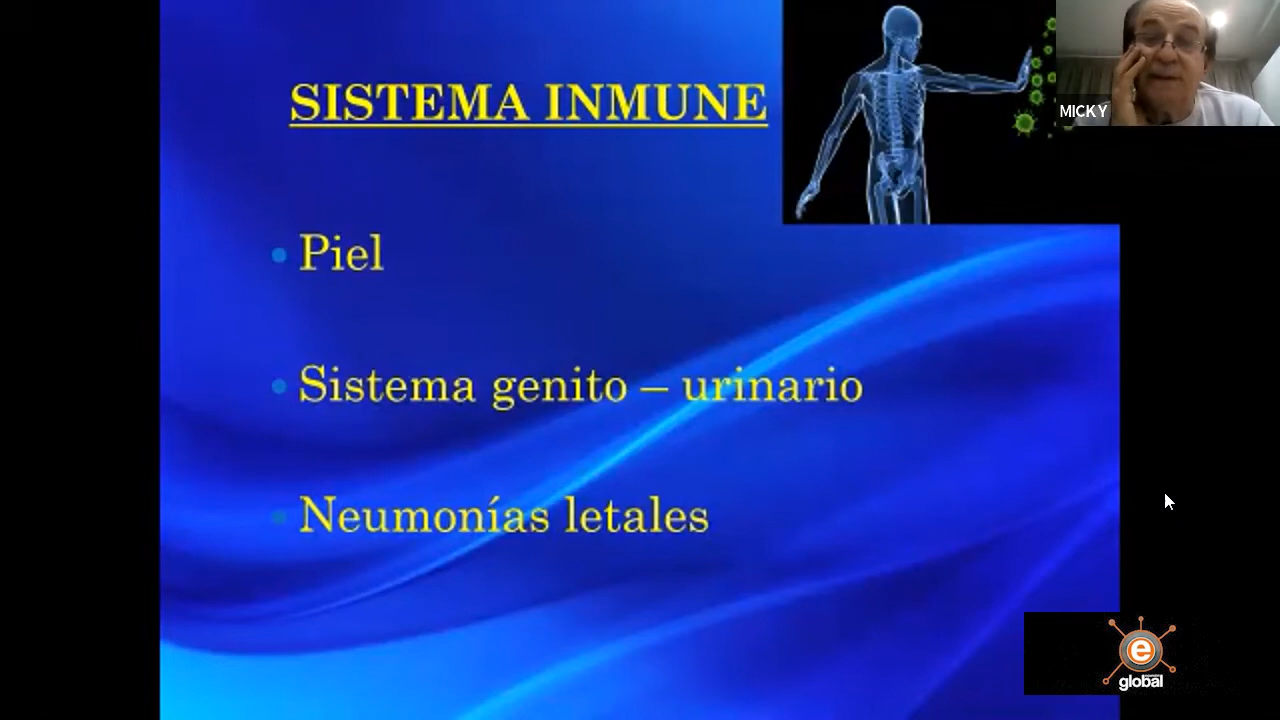 SISTEMA INMUNE
MICKY
Piel
Sistema genito – urinario
Neumonías letales
e
global